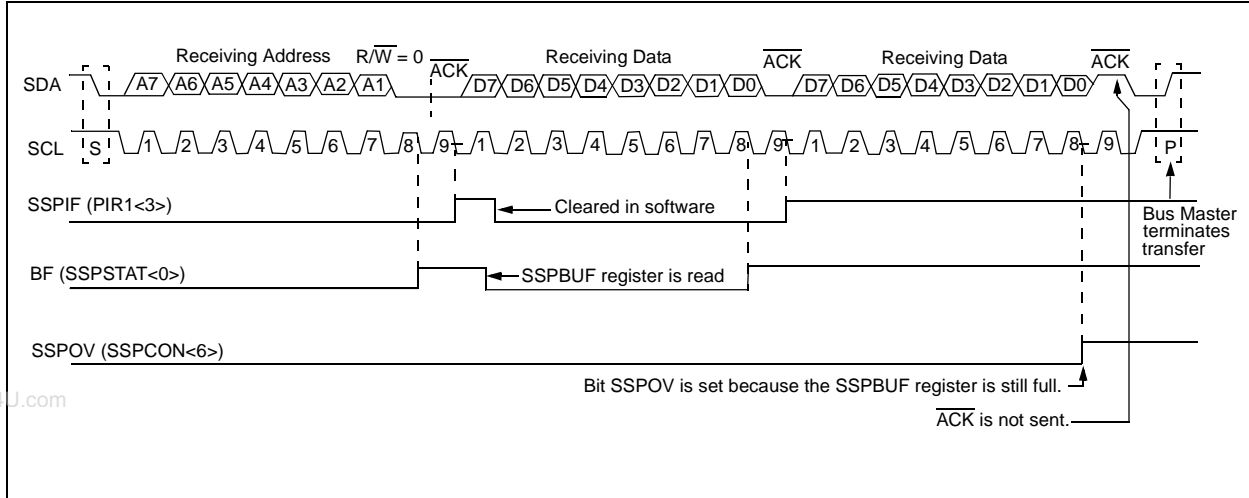 Receiving Address R/W̅ = 0 A̅C̅K̅ Receiving Data A̅C̅K̅ Receiving Data A̅C̅K̅
SDA A7 A6 A5 A4 A3 A2 A1 D7 D6 D5 D4 D3 D2 D1 D0 D7 D6 D5 D4 D3 D2 D1 D0
SCL S 1 2 3 4 5 6 7 8 9 1 2 3 4 5 6 7 8 9 1 2 3 4 5 6 7 8 9 P
SSPIF (PIR1<3>)
Cleared in software
Bus Master
terminates
transfer
BF (SSPSTAT<0>)
SSPBUF register is read
SSPOV (SSPCON<6>)
Bit SSPOV is set because the SSPBUF register is still full.
A̅C̅K̅ is not sent.
U.com